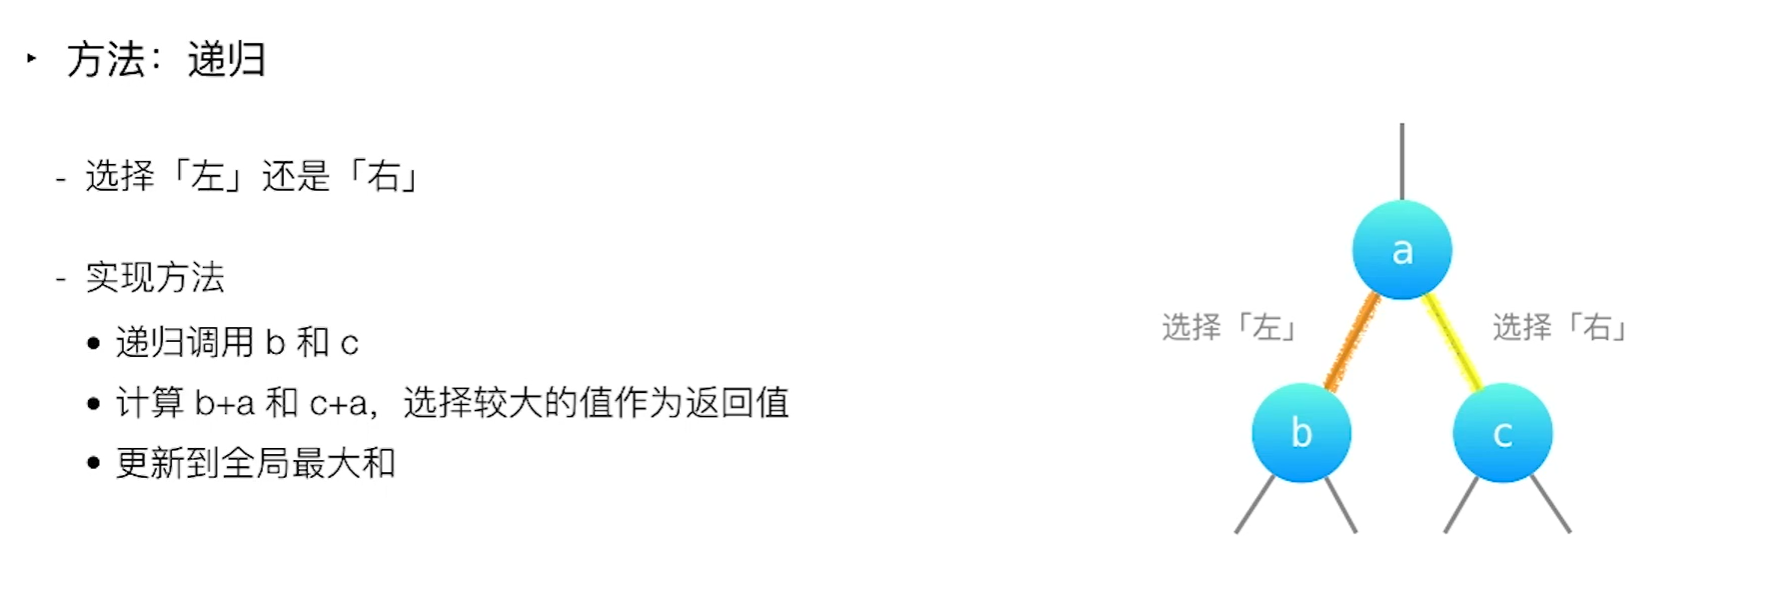 ‣ 方法：递归
- 选择「左」还是「右」
- 实现方法
• 递归调用 b 和 c
• 计算 b+a 和 c+a，选择较大的值作为返回值
• 更新到全局最大和
a
选择「左」
选择「右」
b
c